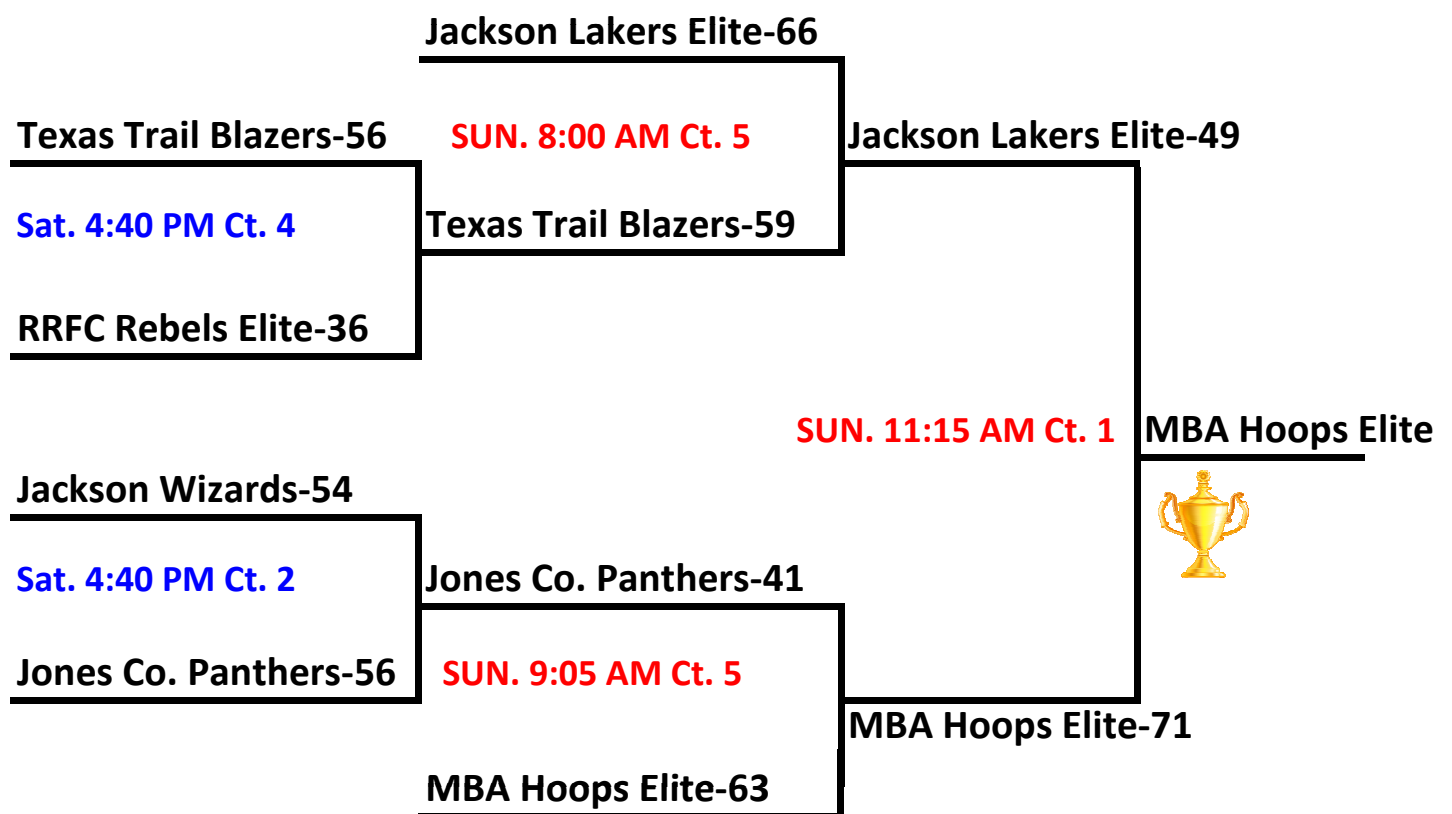 Jackson Lakers Elite-66
Texas Trail Blazers-56
SUN. 8:00 AM Ct. 5
Jackson Lakers Elite-49
Sat. 4:40 PM Ct. 4
Texas Trail Blazers-59
RRFC Rebels Elite-36
SUN. 11:15 AM Ct. 1
MBA Hoops Elite
Jackson Wizards-54
Sat. 4:40 PM Ct. 2
Jones Co. Panthers-41
Jones Co. Panthers-56
SUN. 9:05 AM Ct. 5
MBA Hoops Elite-71
MBA Hoops Elite-63